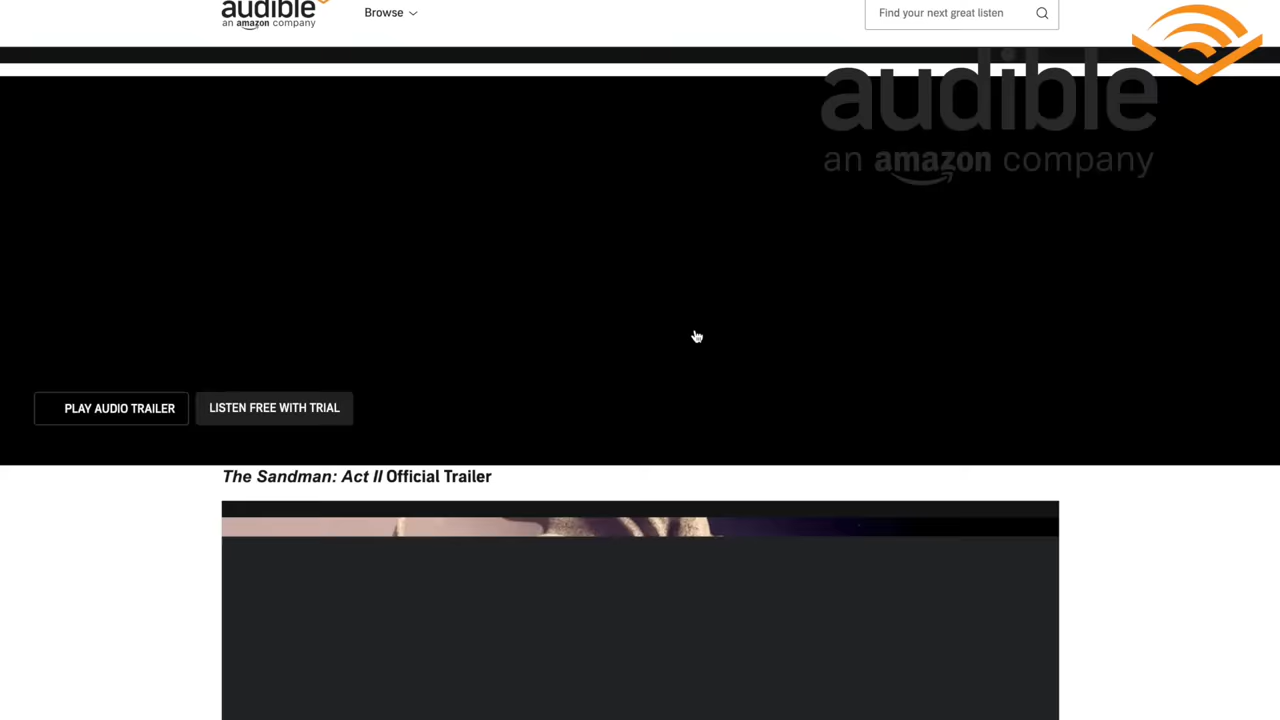 audible
an amazon company
Browse
Find your next great listen
audible
an amazon company
PLAY AUDIO TRAILER
LISTEN FREE WITH TRIAL
The Sandman: Act II Official Trailer